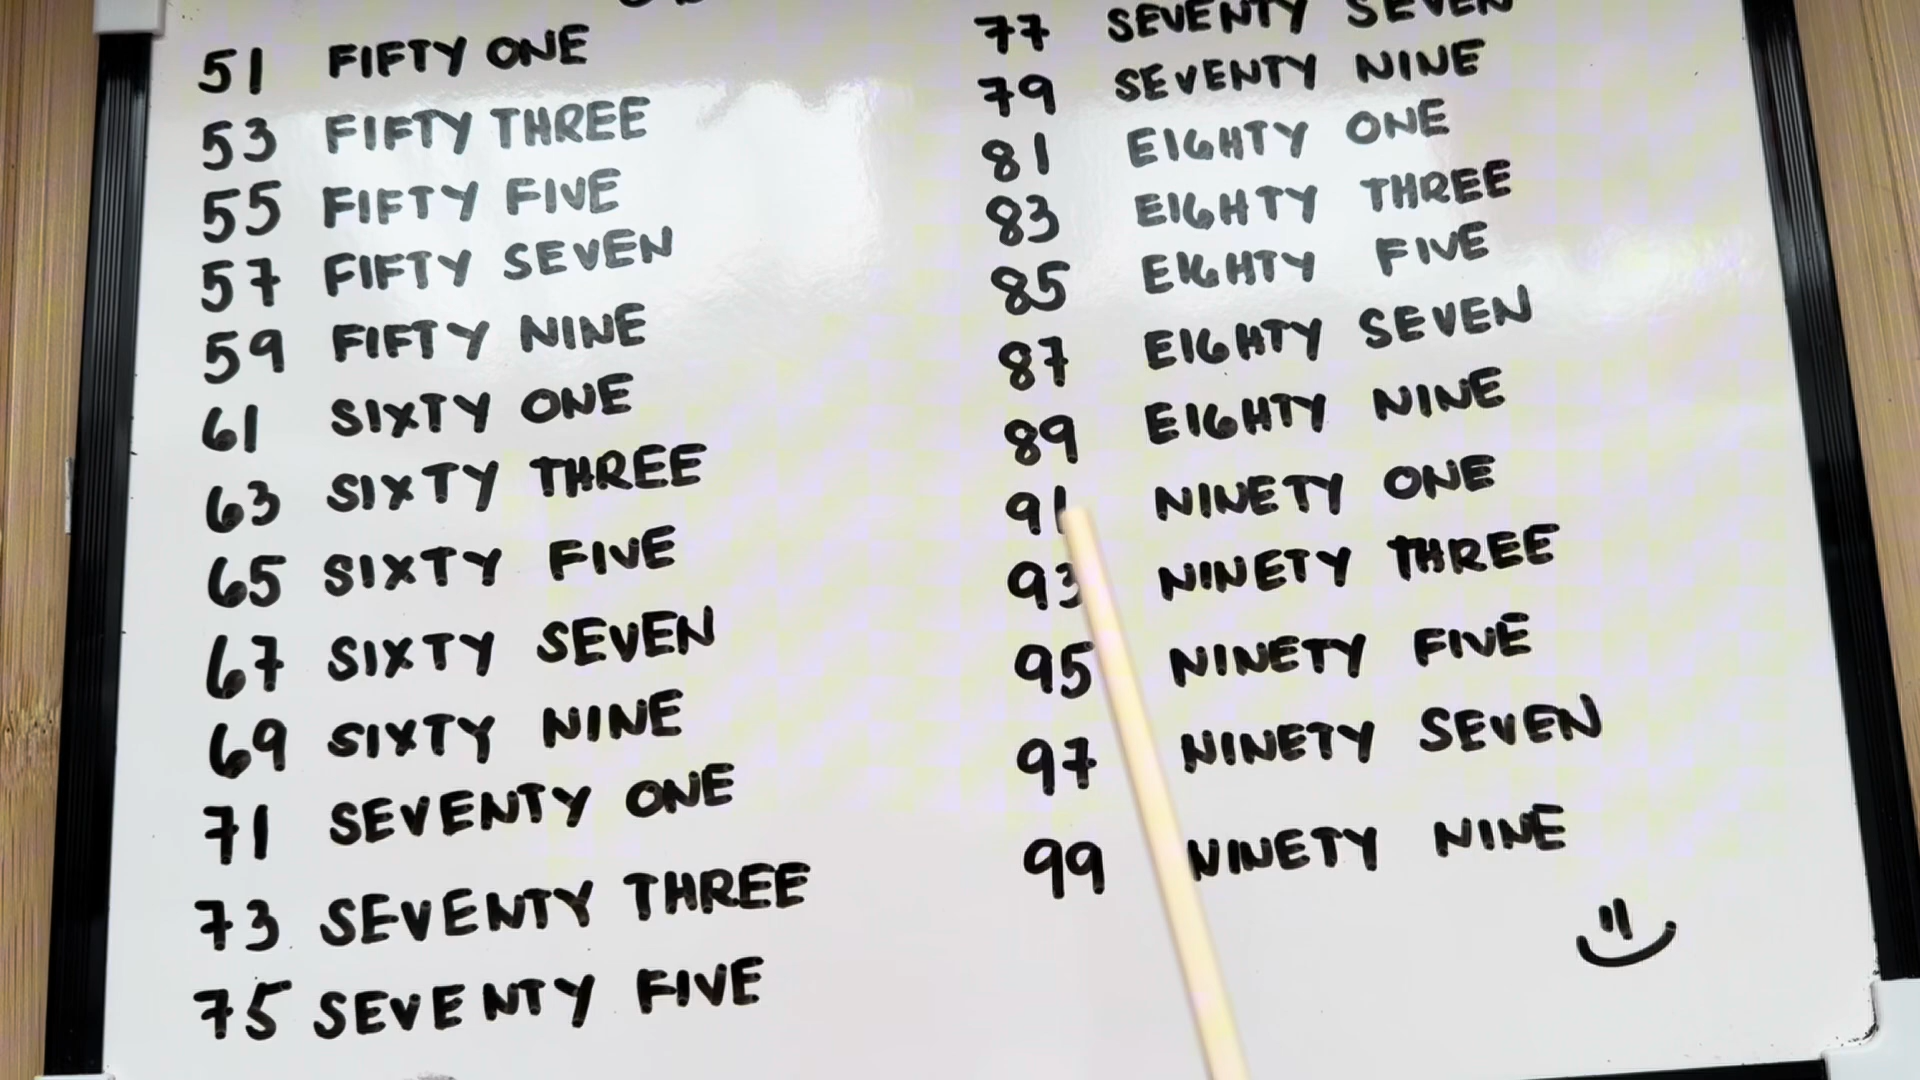 51 FIFTY ONE
53 FIFTY THREE
55 FIFTY FIVE
57 FIFTY SEVEN
59 FIFTY NINE
61 SIXTY ONE
63 SIXTY THREE
65 SIXTY FIVE
67 SIXTY SEVEN
69 SIXTY NINE
71 SEVENTY ONE
73 SEVENTY THREE
75 SEVENTY FIVE
77 SEVENTY SEVEN
79 SEVENTY NINE
81 EIGHTY ONE
83 EIGHTY THREE
85 EIGHTY FIVE
87 EIGHTY SEVEN
89 EIGHTY NINE
91 NINETY ONE
93 NINETY THREE
95 NINETY FIVE
97 NINETY SEVEN
99 NINETY NINE